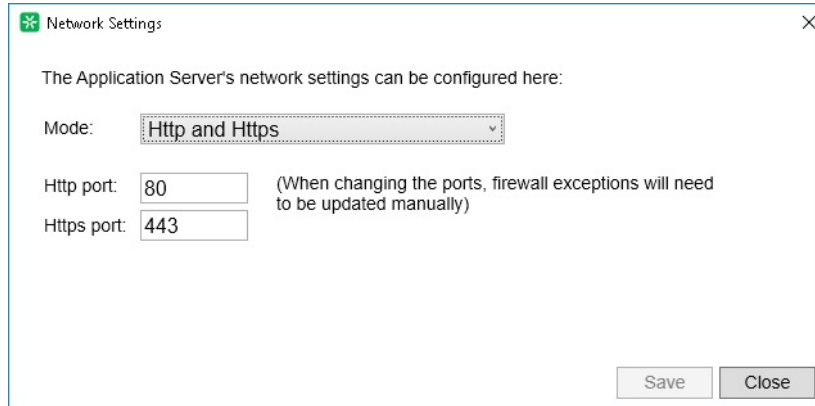 Network Settings
The Application Server's network settings can be configured here:
Mode: Http and Https
Http port: 80 (When changing the ports, firewall exceptions will need
to be updated manually)
Https port: 443
Save Close